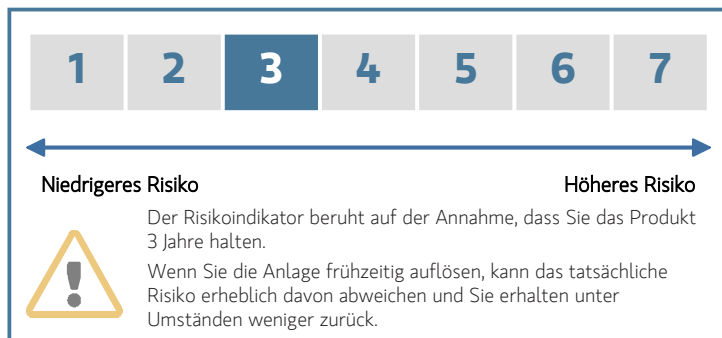 1 2 3 4 5 6 7
Niedrigeres Risiko Höheres Risiko
Der Risikoindikator beruht auf der Annahme, dass Sie das Produkt
3 Jahre halten.
Wenn Sie die Anlage frühzeitig auflösen, kann das tatsächliche
Risiko erheblich davon abweichen und Sie erhalten unter
Umständen weniger zurück.